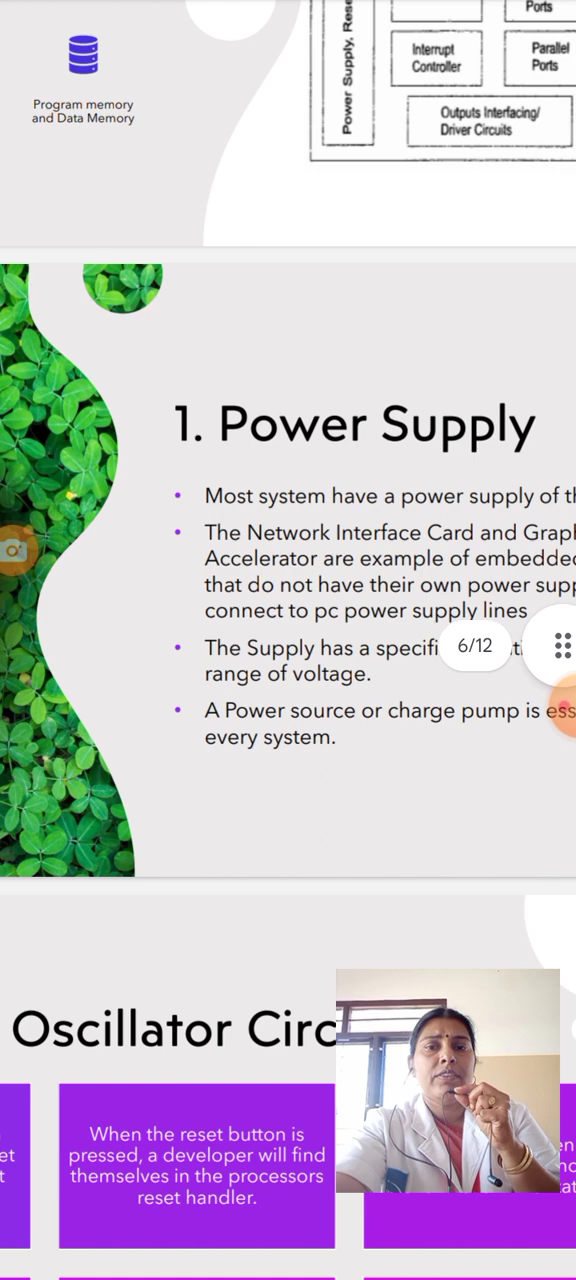 Program memory
and Data Memory
Power Supply, Rese
Ports
Interrupt
Controller
Parallel
Ports
Outputs Interfacing/
Driver Circuits
1. Power Supply
• Most system have a power supply of th
• The Network Interface Card and Graph
Accelerator are example of embedded
that do not have their own power supp
connect to pc power supply lines
• The Supply has a specifi
range of voltage.
6/12
• A Power source or charge pump is ess
every system.
Oscillator Circ
When the reset button is
pressed, a developer will find
themselves in the processors
reset handler.